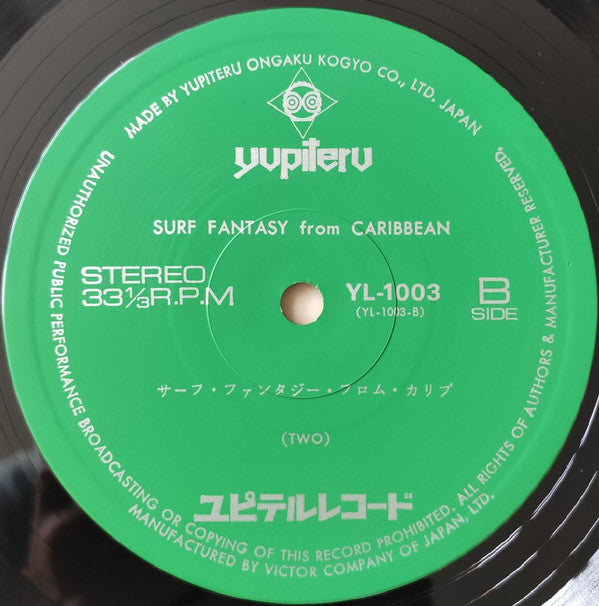 MADE BY YUPITERU ONGAKU KOGYO CO., LTD. JAPAN
yupiteru
SURF FANTASY from CARIBBEAN
STEREO
33⅓R.P.M
YL-1003
(YL-1003-B)
B
SIDE
サーフ・ファンタジー・フロム・カリブ
(TWO)
ユピテルレコード
UNAUTHORIZED PUBLIC PERFORMANCE BROADCASTING OR COPYING OF THIS RECORD PROHIBITED. ALL RIGHTS OF AUTHORS & MANUFACTURER RESERVED.
MANUFACTURED BY VICTOR COMPANY OF JAPAN, LTD.